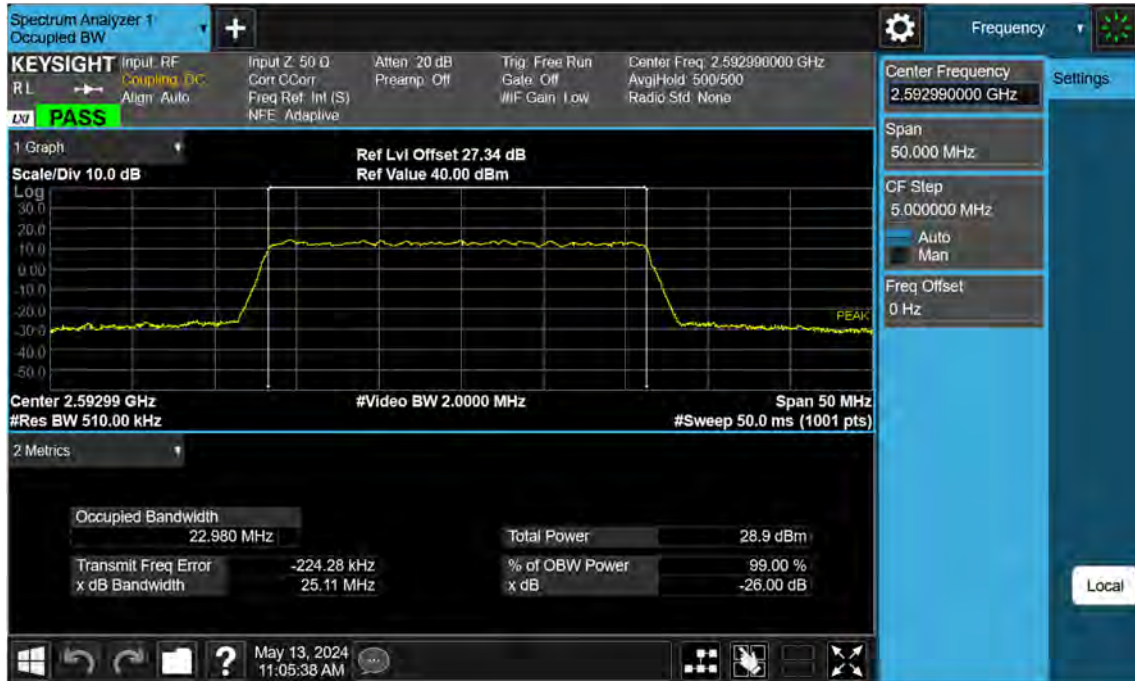 Spectrum Analyzer 1
Occupied BW
Frequency
KEYSIGHT
Input: RF
Input Z: 50 Ω
Atten: 20 dB
Trig: Free Run
Center Freq: 2.592990000 GHz
RL
Coupling: DC
Corr CCorr
Preamp: Off
Gate: Off
Avg|Hold: 500/500
Align: Auto
Freq Ref: Int (S)
#IF Gain: Low
Radio Std: None
LXI
PASS
NFE: Adaptive
Center Frequency
2.592990000 GHz
Settings
Span
50.000 MHz
CF Step
5.000000 MHz
Auto
Man
Freq Offset
0 Hz
1 Graph
Ref Lvl Offset 27.34 dB
Scale/Div 10.0 dB
Ref Value 40.00 dBm
Log
30.0
20.0
10.0
0.00
-10.0
-20.0
-30.0
-40.0
-50.0
PEAK
Center 2.59299 GHz
#Video BW 2.0000 MHz
Span 50 MHz
#Res BW 510.00 kHz
#Sweep 50.0 ms (1001 pts)
2 Metrics
Occupied Bandwidth
22.980 MHz
Total Power
28.9 dBm
Transmit Freq Error
-224.28 kHz
% of OBW Power
99.00 %
x dB Bandwidth
25.11 MHz
x dB
-26.00 dB
Local
?
May 13, 2024
11:05:38 AM